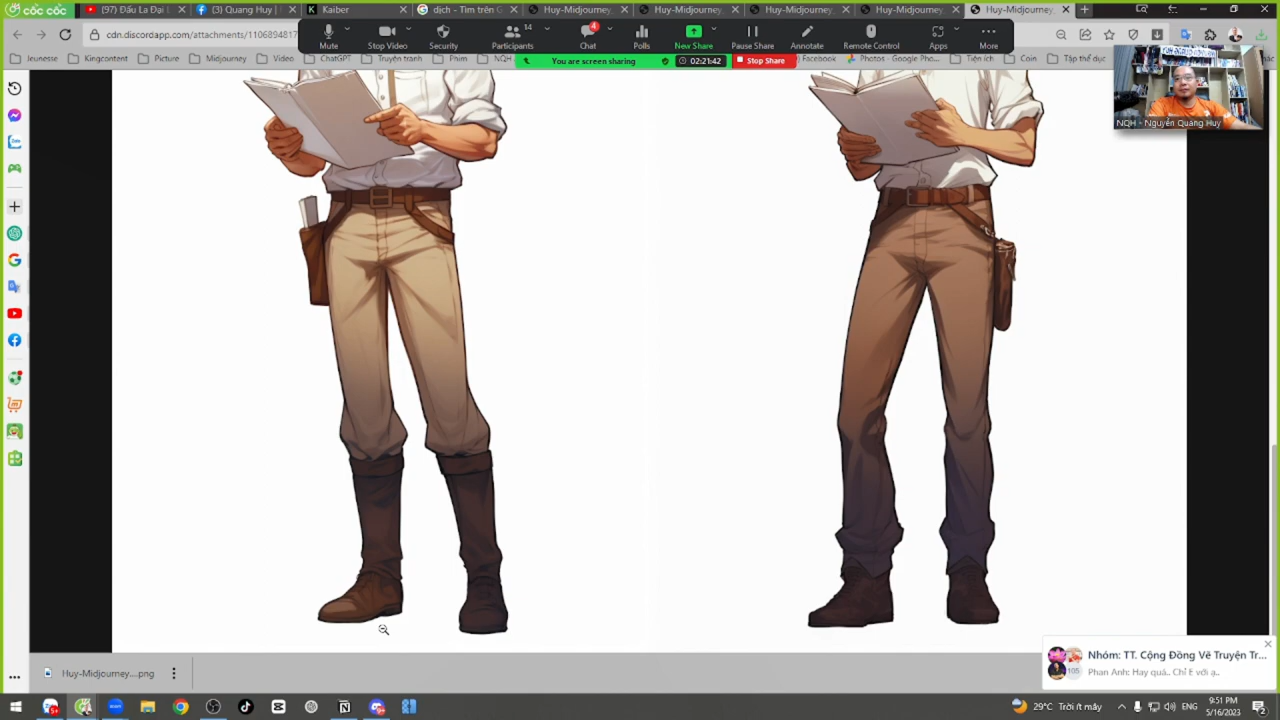 CỐC CỐC
(97) Đấu La Đại L
(3) Quang Huy |
Kaiber
dịch - Tìm trên G
Huy-Midjourney
Huy-Midjourney
Huy-Midjourney
Huy-Midjourney
Huy-Midjourney
cdn.discordapp.com/attachments/1106894817
Mute
Stop Video
Security
14
Participants
4
Chat
Polls
New Share
Pause Share
Annotate
Remote Control
Apps
More
Jeunesse
Kingcontent
Picture
Midjourney
Video
ChatGPT
Truyện tranh
Phim
NQH
You are screen sharing
02:21:42
Stop Share
Facebook
Photos - Google Pho...
Tiện ích
Coin
Tập thể dục
NQH - Nguyễn Quang Huy
Huy-Midjourney....png
Nhóm: TT. Cộng Đồng Vẽ Truyện Tr...
105
Phan Anh: Hay quá.. Chỉ E với ạ..
29°C Trời ít mây
ENG
9:51 PM
5/16/2023
2